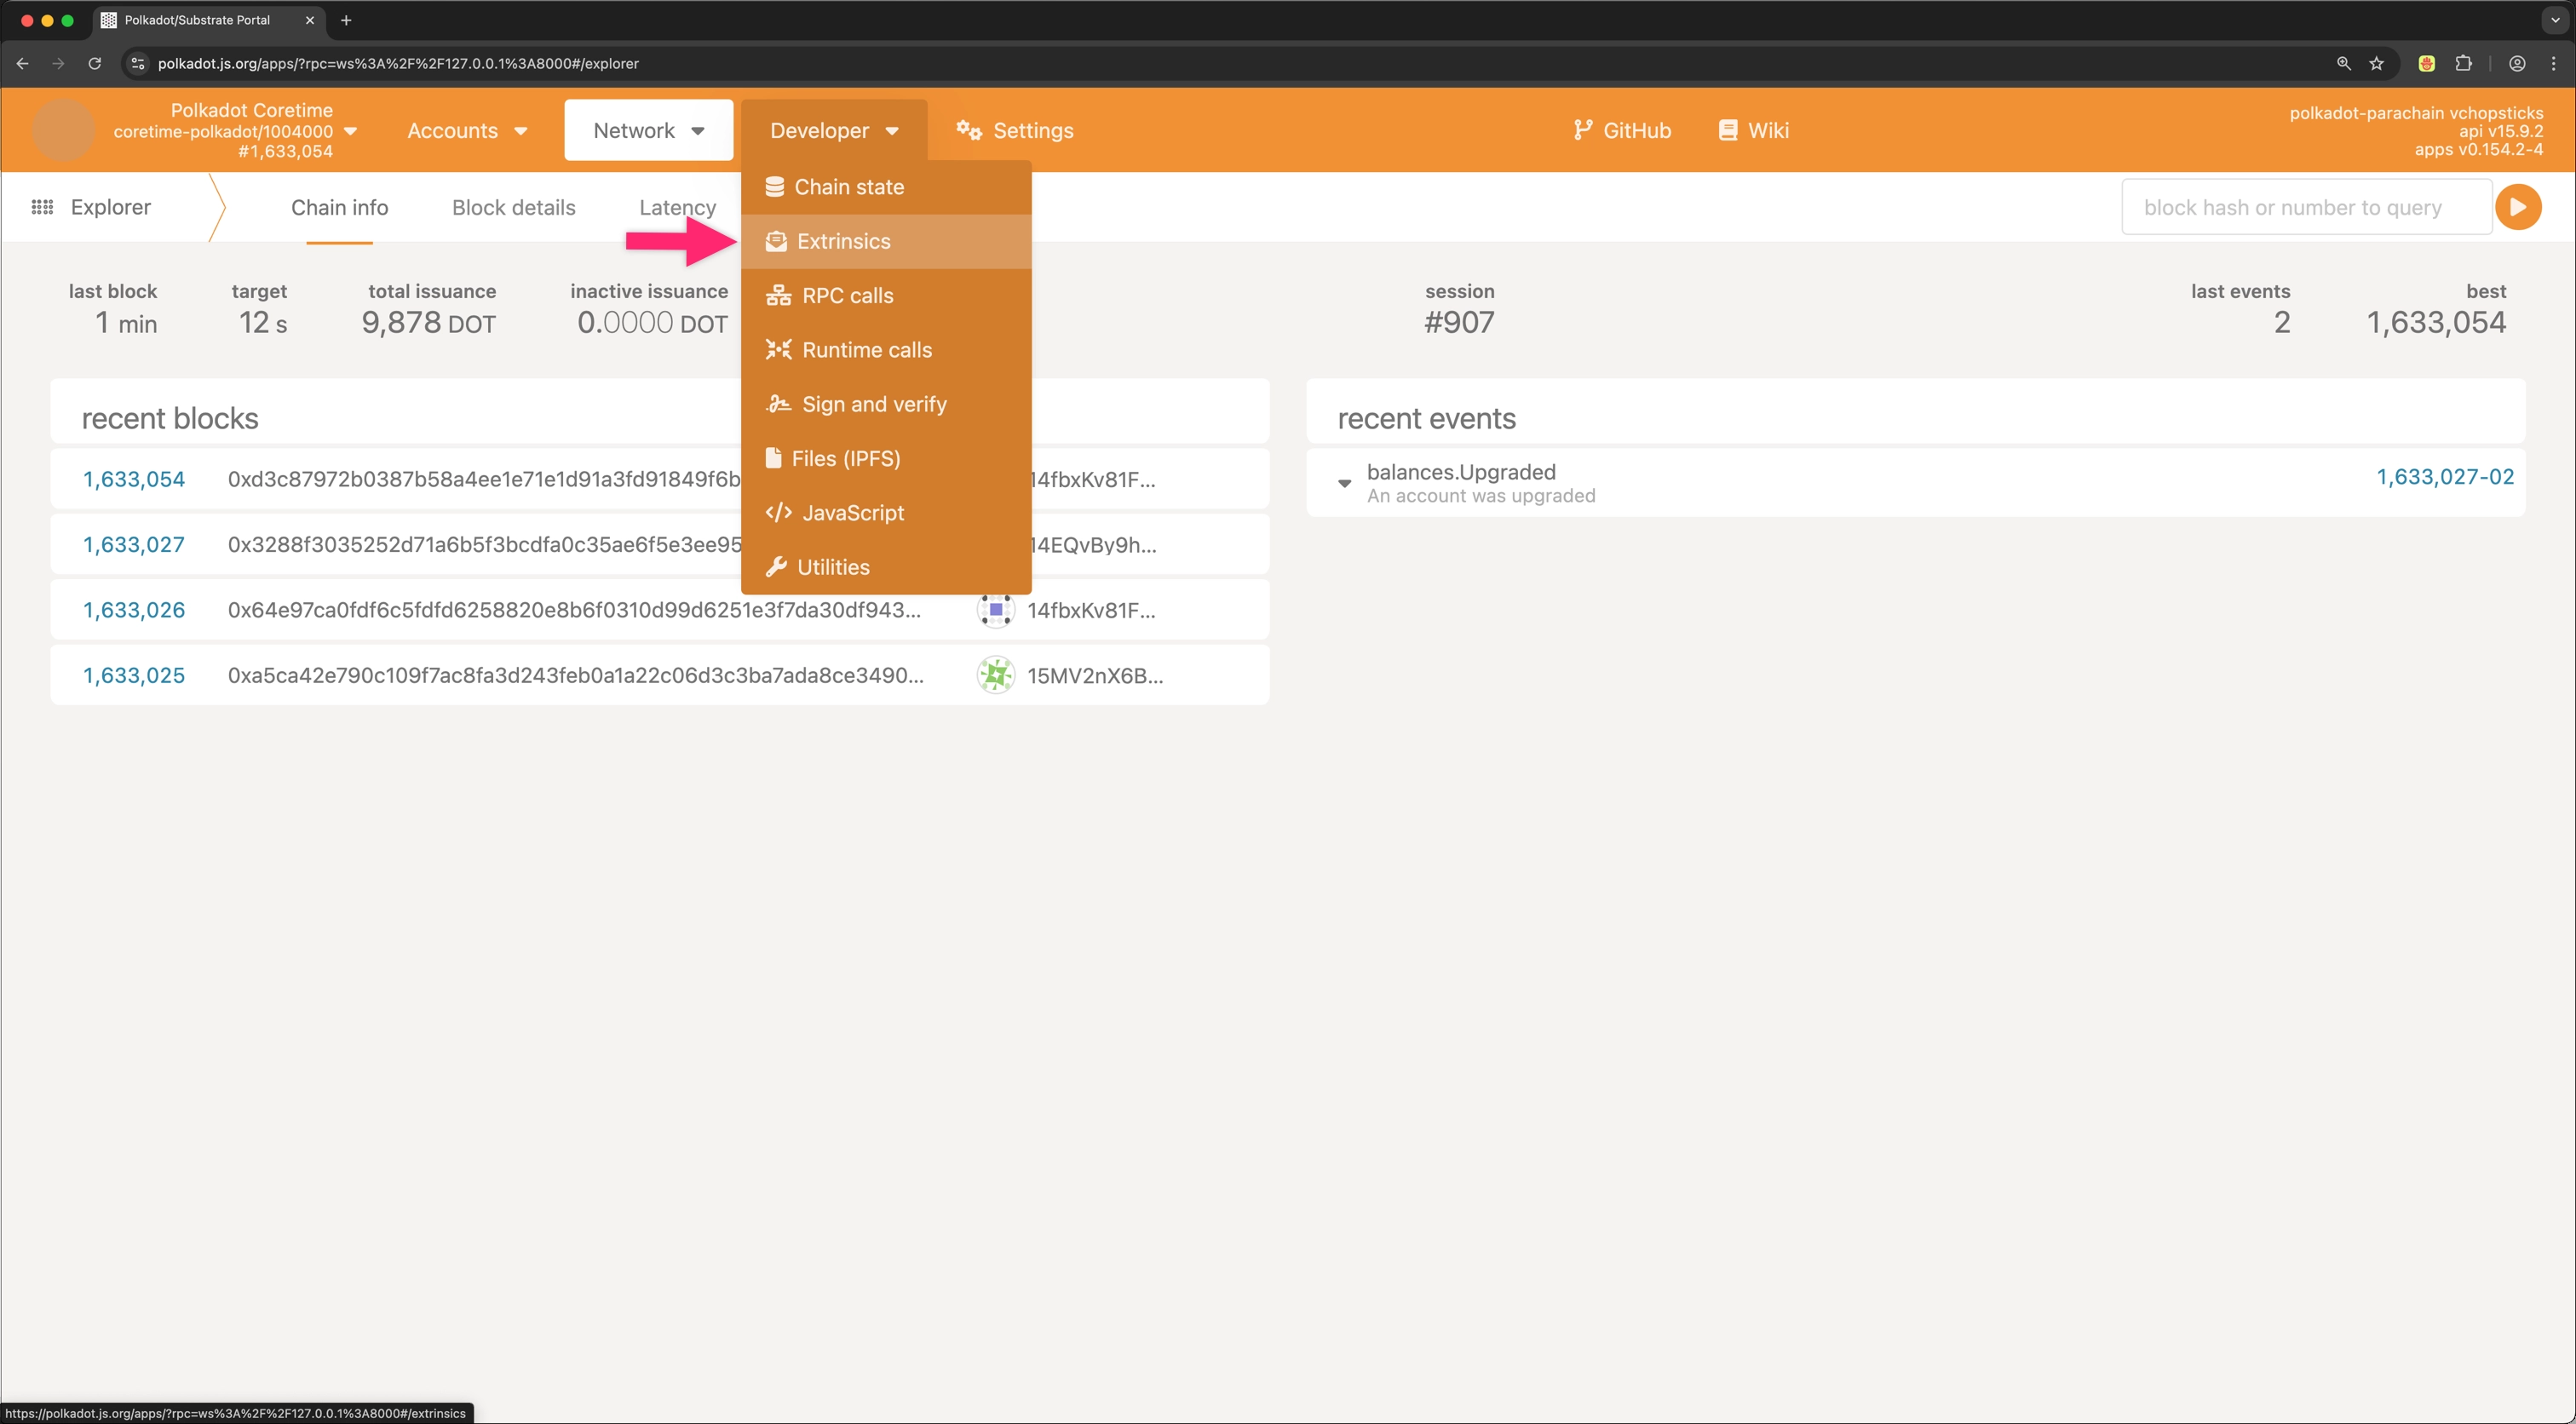 Polkadot/Substrate Portal
polkadot.js.org/apps/?rpc=ws%3A%2F%2F127.0.0.1%3A8000#/explorer
Polkadot Coretime
coretime-polkadot/1004000
#1,633,054
Accounts
Network
Developer
Settings
GitHub
Wiki
polkadot-parachain vchopsticks
api v15.9.2
apps v0.154.2-4
Explorer
Chain info
Block details
Latency
block hash or number to query
Chain state
Extrinsics
RPC calls
Runtime calls
Sign and verify
Files (IPFS)
JavaScript
Utilities
last block
1 min
target
12 s
total issuance
9,878 DOT
inactive issuance
0.0000 DOT
session
#907
last events
2
best
1,633,054
recent blocks
1,633,054 0xd3c87972b0387b58a4ee1e71e1d91a3fd91849f6b 14fbxKv81F...
1,633,027 0x3288f3035252d71a6b5f3bcdfa0c35ae6f5e3ee95 14EQvBy9h...
1,633,026 0x64e97ca0fdf6c5fdfd6258820e8b6f0310d99d6251e3f7da30df943... 14fbxKv81F...
1,633,025 0xa5ca42e790c109f7ac8fa3d243feb0a1a22c06d3c3ba7ada8ce3490... 15MV2nX6B...
recent events
balances.Upgraded
An account was upgraded
1,633,027-02
https://polkadot.js.org/apps/?rpc=ws%3A%2F%2F127.0.0.1%3A8000#/extrinsics